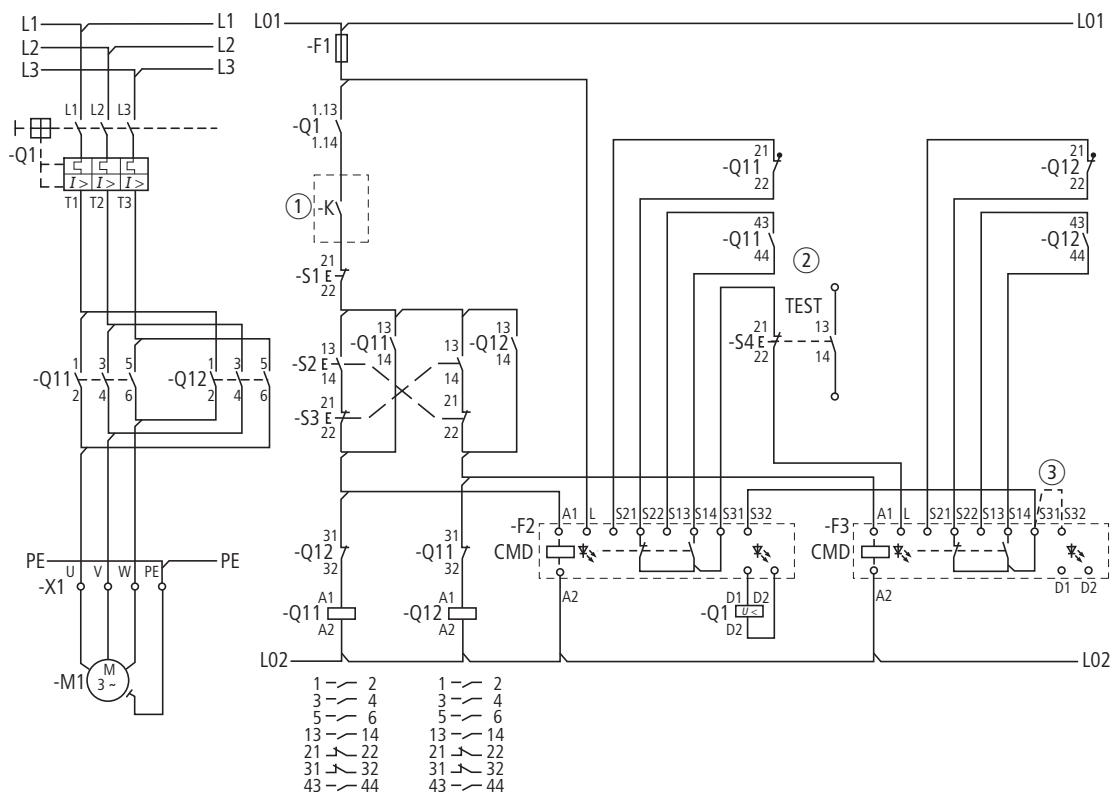 L1 L1 L01 L01
L2 L2 -F1
L3 L3
L1 L2 L3 1.13
-Q1 1.14
-Q1
I > I > I >
T1 T2 T3
1 -K
21 21
-Q11 -Q12
22 22
43 43
-Q11 -Q12
44 44
2
TEST
21
-S1 E
22
13 13
-Q11 -Q12
14 14
13 13
-S2 E
14 14
21 21
-S3 E
22 22
21 13
-S4 E
22 14
1 3 5 1 3 5
-Q11 -Q12
2 4 6 2 4 6
3
A1 L S21 S22 S13 S14 S31 S32
-F2
CMD
A2
D1 D2
-Q1 U <
D2
A1 L S21 S22 S13 S14 S31 S32
-F3
CMD
A2
D1 D2
31 31
-Q12 -Q11
32 32
A1 A1
-Q11 -Q12
A2 A2
PE PE
U V W PE
-X1
-M1 M
3 ~
L02 L02
1 2 1 2
3 4 3 4
5 6 5 6
13 14 13 14
21 22 21 22
31 32 31 32
43 44 43 44